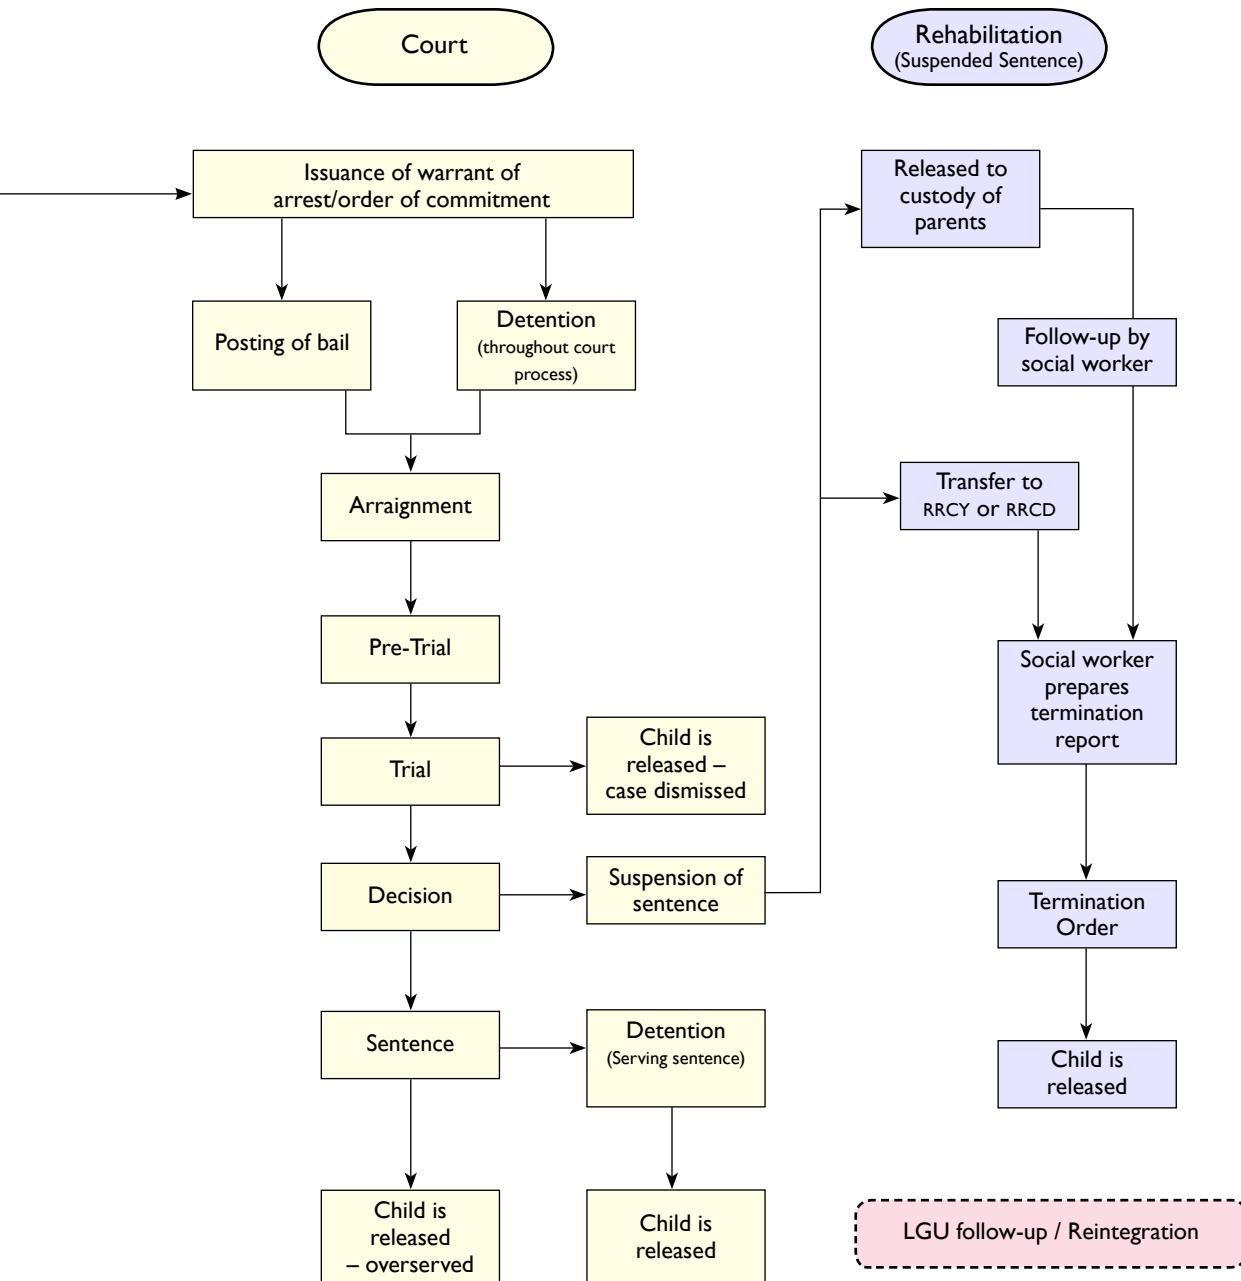 Court
Rehabilitation
(Suspended Sentence)
Issuance of warrant of
arrest/order of commitment
Posting of bail
Detention
(throughout court
process)
Arraignment
Pre-Trial
Trial
Child is
released –
case dismissed
Decision
Suspension of
sentence
Sentence
Detention
(Serving sentence)
Child is
released
– overserved
Child is
released
Released to
custody of
parents
Follow-up by
social worker
Transfer to
RRCY or RRCD
Social worker
prepares
termination
report
Termination
Order
Child is
released
LGU follow-up / Reintegration